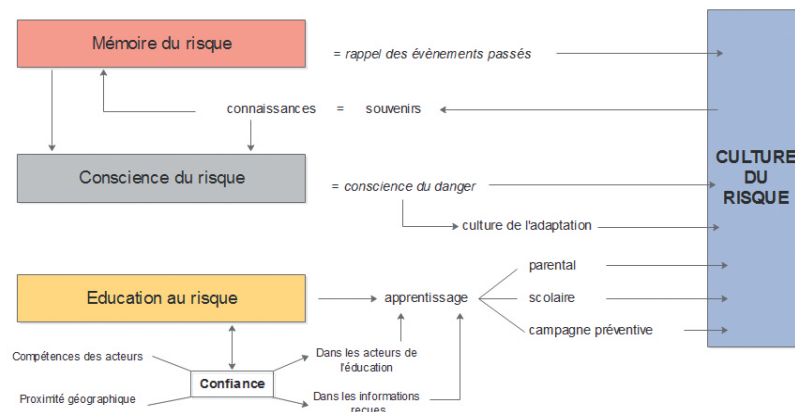 Mémoire du risque
= rappel des évènements passés
connaissances = souvenirs
CULTURE
DU
RISQUE
Conscience du risque
= conscience du danger
culture de l'adaptation
Education au risque
apprentissage
parental
scolaire
campagne préventive
Compétences des acteurs
Confiance
Proximité géographique
Dans les acteurs de
l'éducation
Dans les informations
reçues